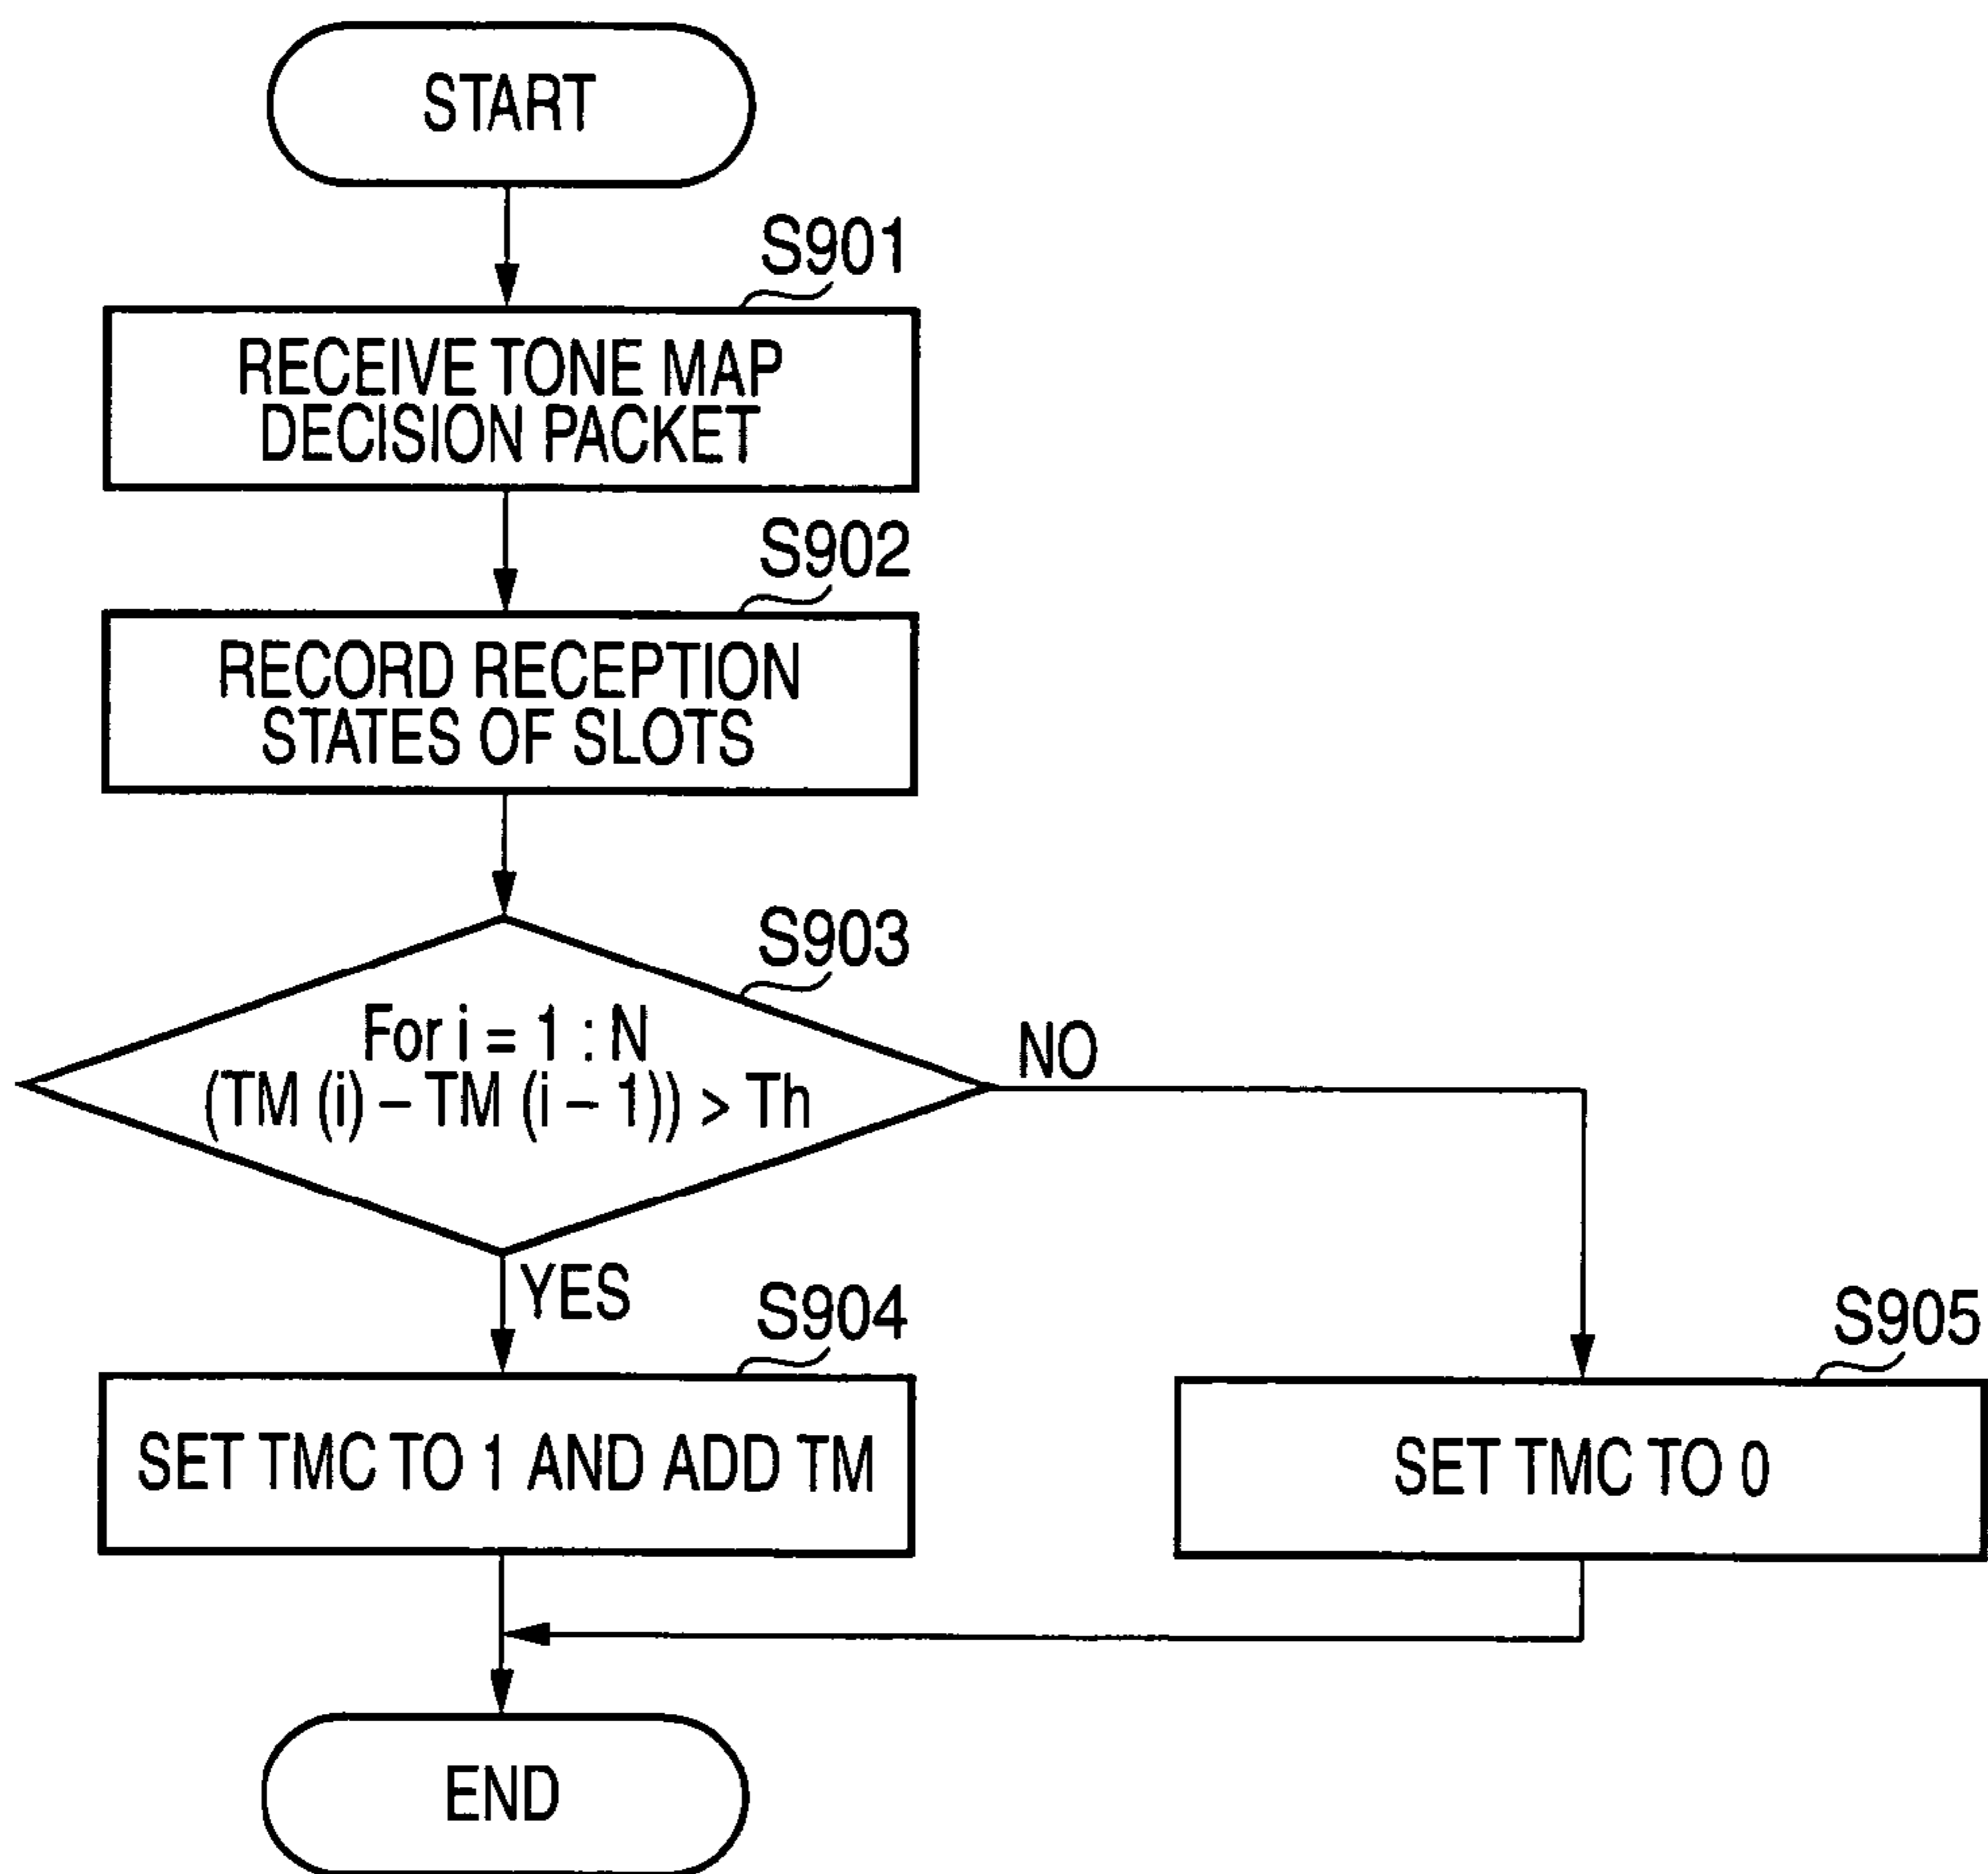 START
S901
RECEIVE TONE MAP
DECISION PACKET
S902
RECORD RECEPTION
STATES OF SLOTS
S903
For i = 1 : N
(TM (i) – TM (i – 1)) > Th
NO
YES
S904
SET TMC TO 1 AND ADD TM
S905
SET TMC TO 0
END